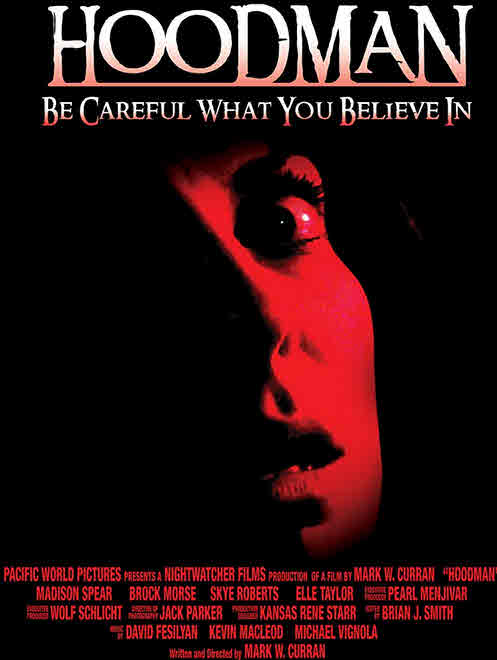 HOODMAN
BE CAREFUL WHAT YOU BELIEVE IN
PACIFIC WORLD PICTURES PRESENTS A NIGHTWATCHER FILMS PRODUCTION OF A FILM BY MARK W. CURRAN "HOODMAN"
MADISON SPEAR BROCK MORSE SKYE ROBERTS ELLE TAYLOR EXECUTIVE PRODUCER PEARL MENJIVAR
EXECUTIVE PRODUCER WOLF SCHLICHT DIRECTOR OF PHOTOGRAPHY JACK PARKER PRODUCTION DESIGNER KANSAS RENE STARR EDITED BY BRIAN J. SMITH
MUSIC BY DAVID FESILYAN KEVIN MACLEOD MICHAEL VIGNOLA
Written and Directed by MARK W. CURRAN